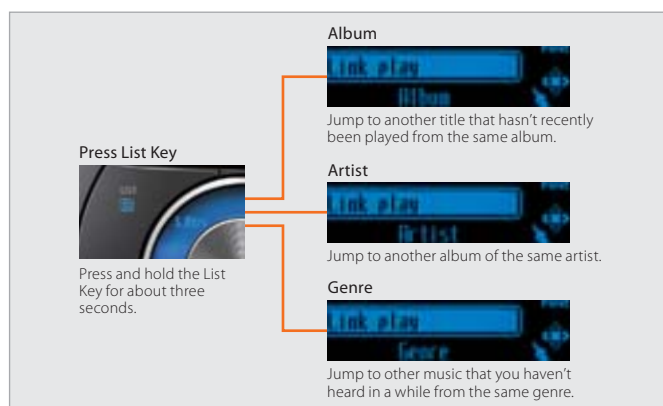 Press List Key
LIST
Press and hold the List
Key for about three
seconds.
Album
Link play
Album
Jump to another title that hasn't recently
been played from the same album.
Artist
Link play
Artist
Jump to another album of the same artist.
Genre
Link play
Genre
Jump to other music that you haven't
heard in a while from the same genre.